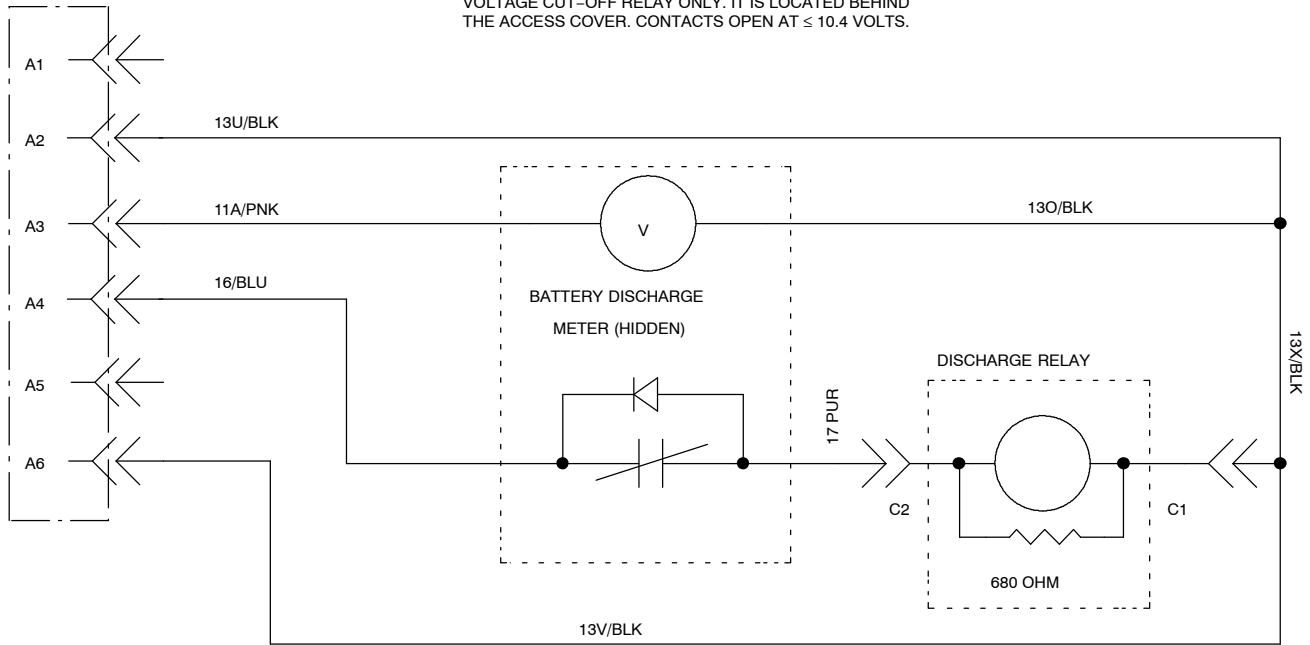 VOLTAGE CUT–OFF RELAY ONLY. IT IS LOCATED BEHIND
THE ACCESS COVER. CONTACTS OPEN AT ≤ 10.4 VOLTS.
A1
13U/BLK
A2
11A/PNK
13O/BLK
A3
V
16/BLU
A4
BATTERY DISCHARGE
METER (HIDDEN)
13X/BLK
DISCHARGE RELAY
A5
17 PUR
A6
C2
C1
680 OHM
13V/BLK